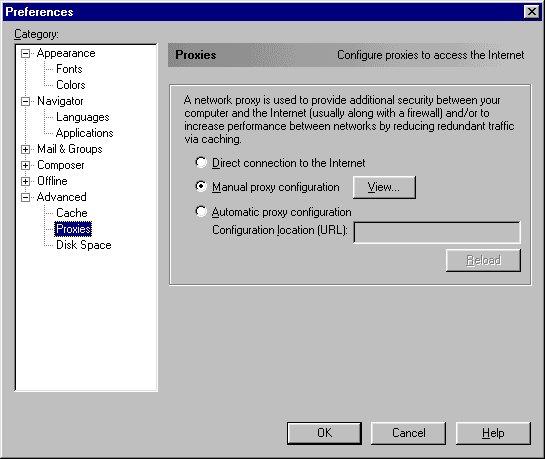 Preferences
Category:
Appearance
Fonts
Colors
Navigator
Languages
Applications
Mail & Groups
Composer
Offline
Advanced
Cache
Proxies
Disk Space
Proxies Configure proxies to access the Internet
A network proxy is used to provide additional security between your
computer and the Internet (usually along with a firewall) and/or to
increase performance between networks by reducing redundant traffic
via caching.
Direct connection to the Internet
Manual proxy configuration View...
Automatic proxy configuration
Configuration location (URL):
Reload
OK Cancel Help